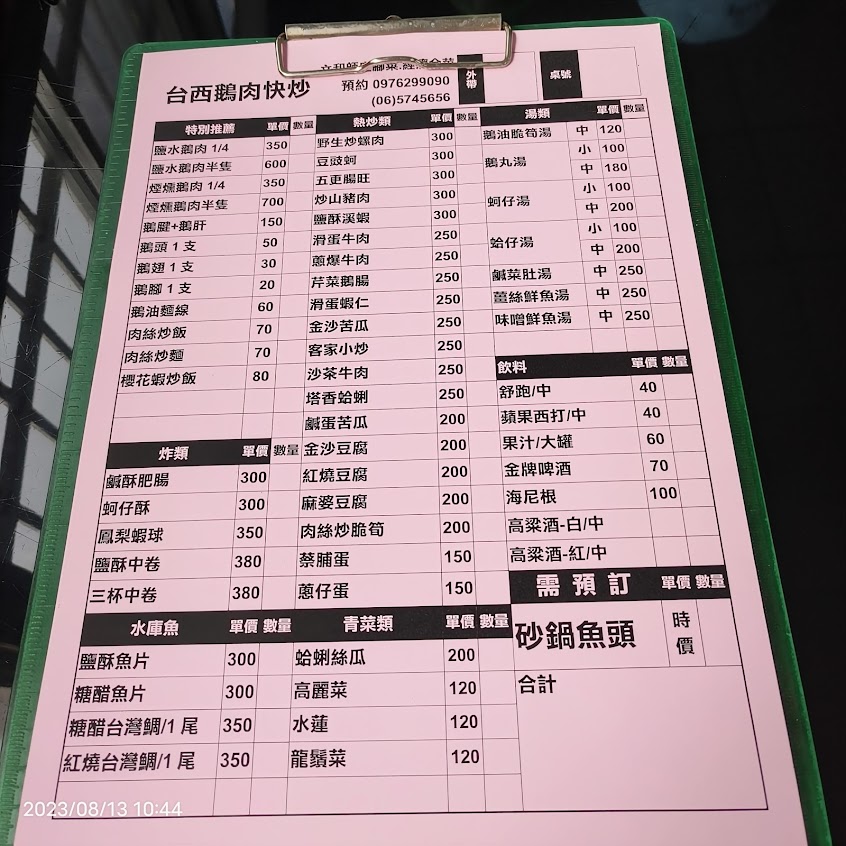 台西鵝肉快炒
預約 0976299090
(06)5745656
外帶
桌號
特別推薦 單價 數量
鹽水鵝肉 1/4 350
鹽水鵝肉半隻 600
煙燻鵝肉 1/4 350
煙燻鵝肉半隻 700
鵝腱+鵝肝 150
鵝頭 1 支 50
鵝翅 1 支 30
鵝腳 1 支 20
鵝油麵線 60
肉絲炒飯 70
肉絲炒麵 70
櫻花蝦炒飯 80
炸類 單價 數量
鹹酥肥腸 300
蚵仔酥 300
鳳梨蝦球 350
鹽酥中卷 380
三杯中卷 380
水庫魚 單價 數量
鹽酥魚片 300
糖醋魚片 300
糖醋台灣鯛/1 尾 350
紅燒台灣鯛/1 尾 350
熱炒類 單價 數量
野生炒螺肉 300
豆豉蚵 300
五更腸旺 300
炒山豬肉 300
鹽酥溪蝦 300
滑蛋牛肉 250
蔥爆牛肉 250
芹菜鵝腸 250
滑蛋蝦仁 250
金沙苦瓜 250
客家小炒 250
沙茶牛肉 250
塔香蛤蜊 250
鹹蛋苦瓜 200
金沙豆腐 200
紅燒豆腐 200
麻婆豆腐 200
肉絲炒脆筍 200
蔡脯蛋 150
蔥仔蛋 150
青菜類 單價 數量
蛤蜊絲瓜 200
高麗菜 120
水蓮 120
龍鬚菜 120
湯類 單價 數量
鵝油脆筍湯 中 120
鵝丸湯 小 100
中 180
蚵仔湯 小 100
中 200
蛤仔湯 小 100
中 200
鹹菜肚湯 中 250
薑絲鮮魚湯 中 250
味噌鮮魚湯 中 250
飲料 單價 數量
舒跑/中 40
蘋果西打/中 40
果汁/大罐 60
金牌啤酒 70
海尼根 100
高粱酒-白/中
高粱酒-紅/中
需 預 訂 單價 數量
砂鍋魚頭 時價
合計
2023/08/13 10:44